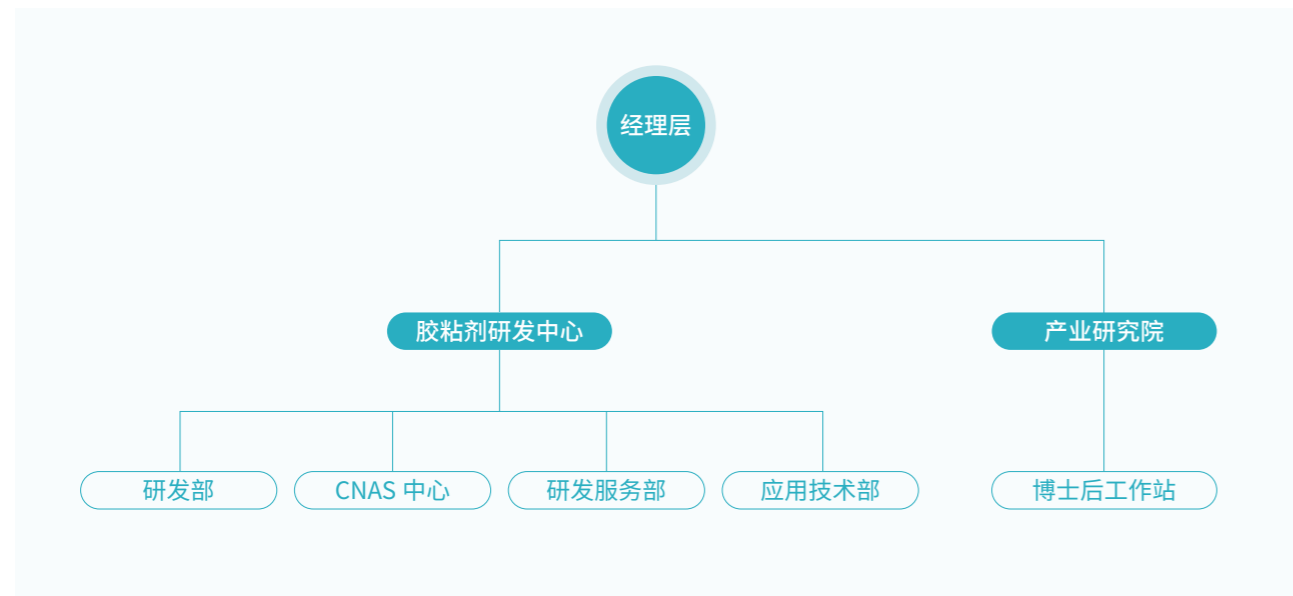 经理层
胶粘剂研发中心
产业研究院
研发部
CNAS 中心
研发服务部
应用技术部
博士后工作站